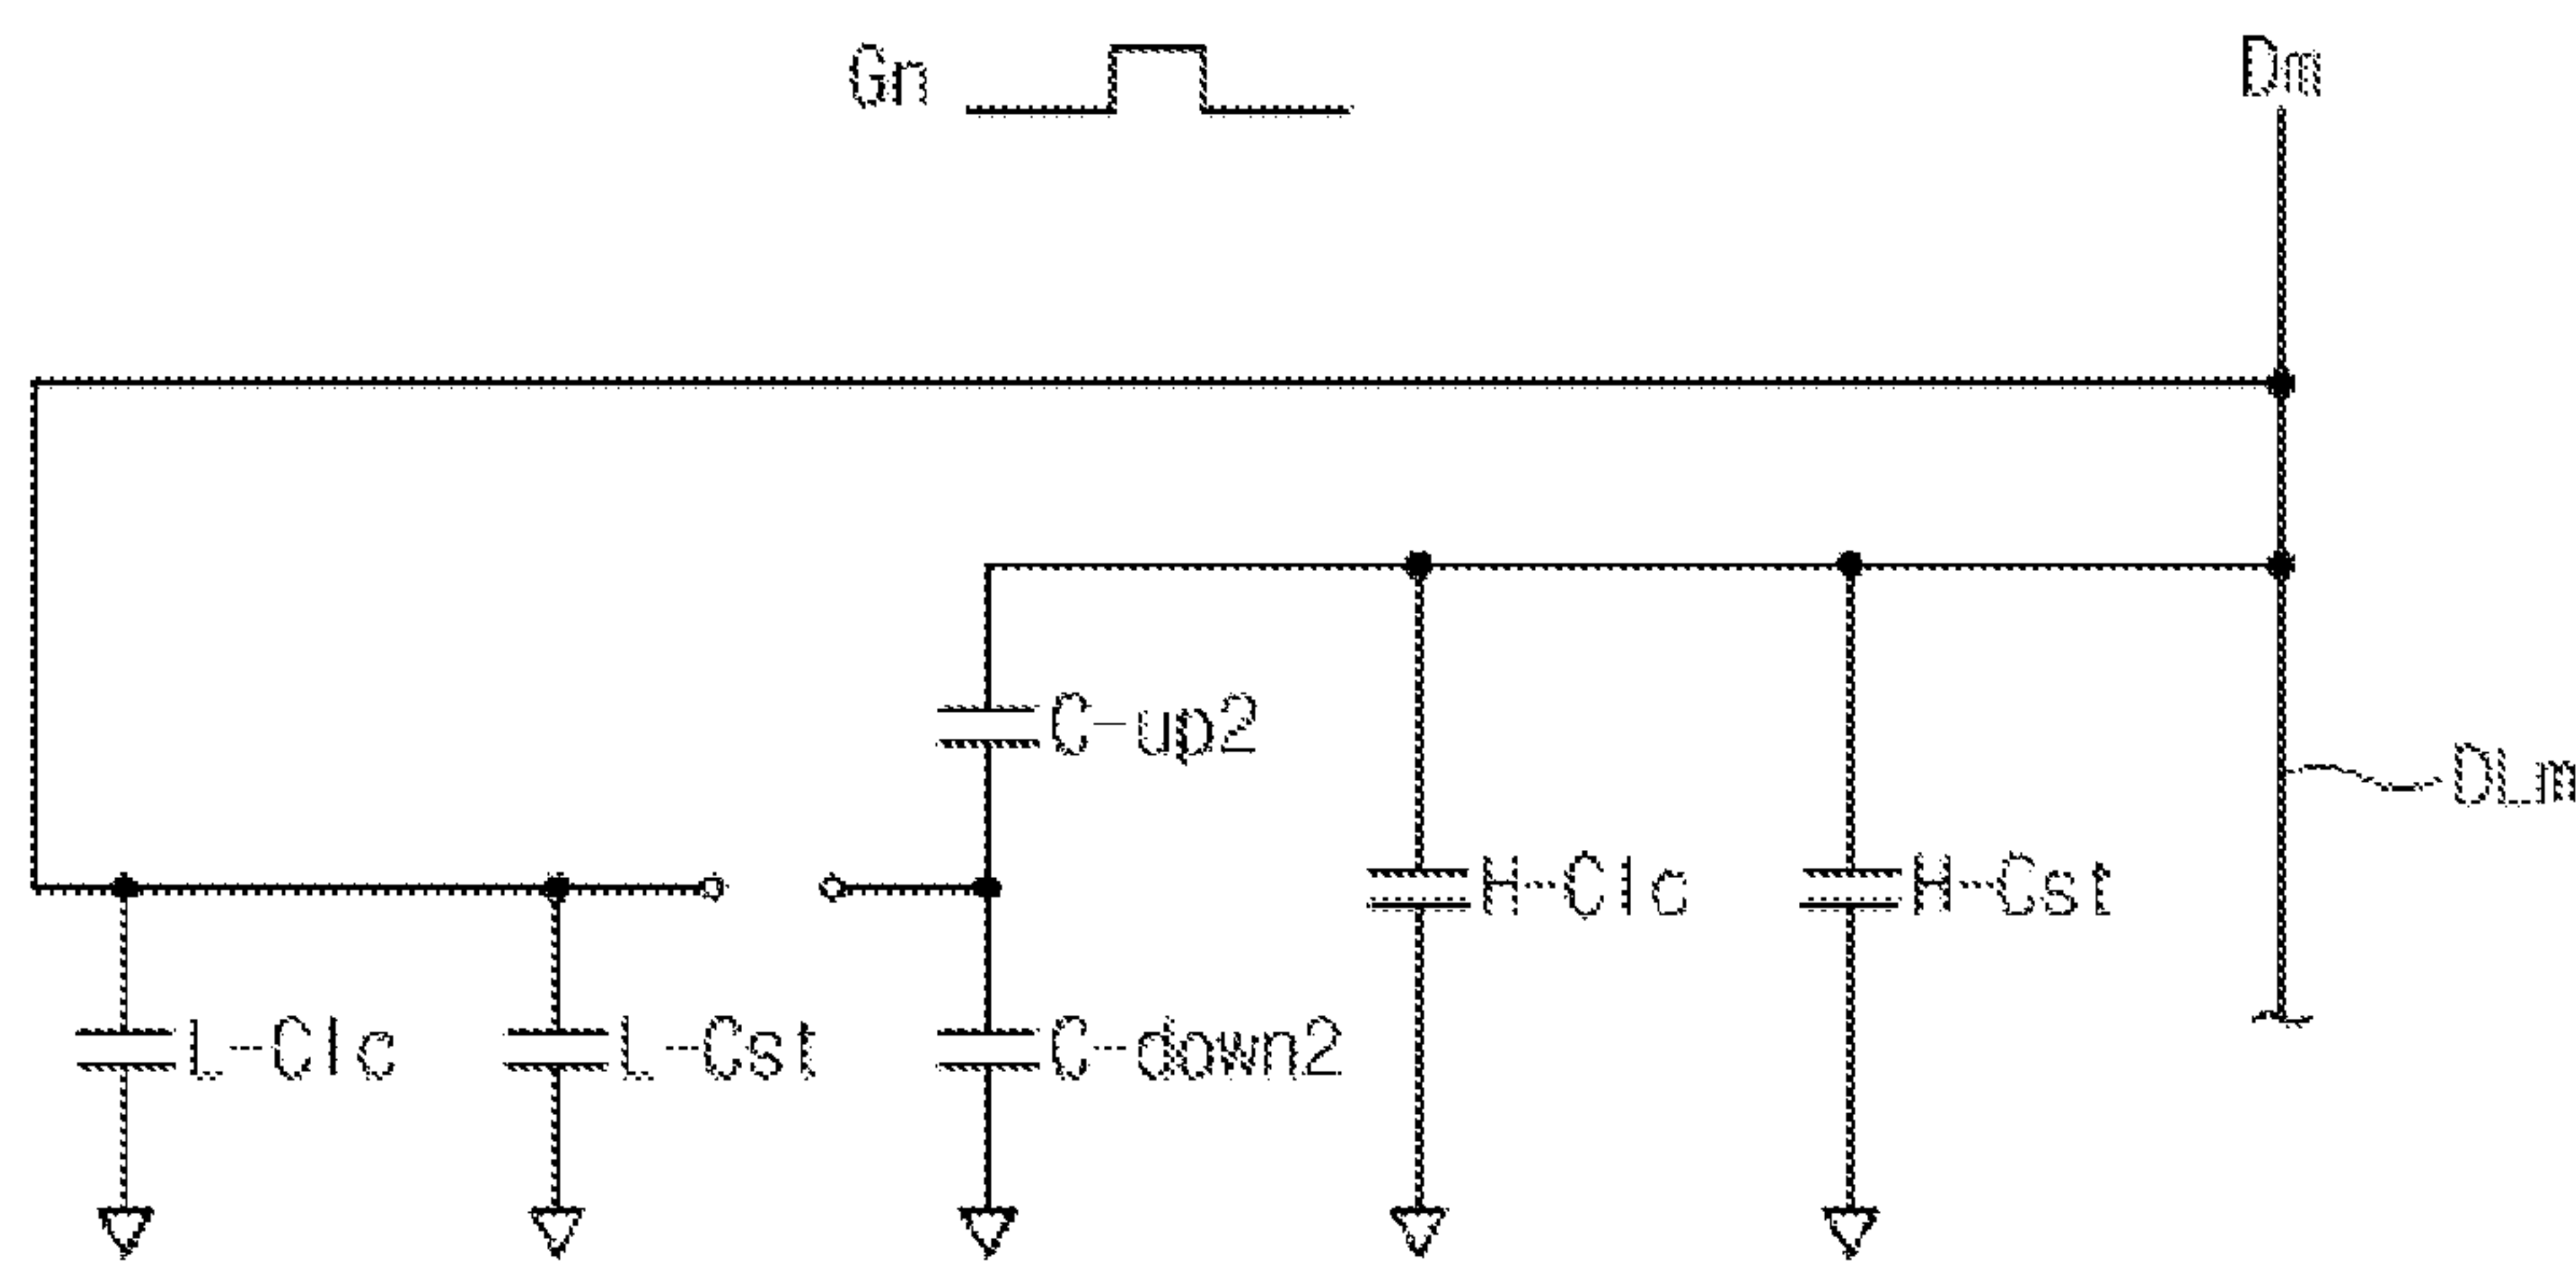 Gn
Dm
C-up2
DLm
H-Clc
H-Cst
L-Clc
L-Cst
C-down2